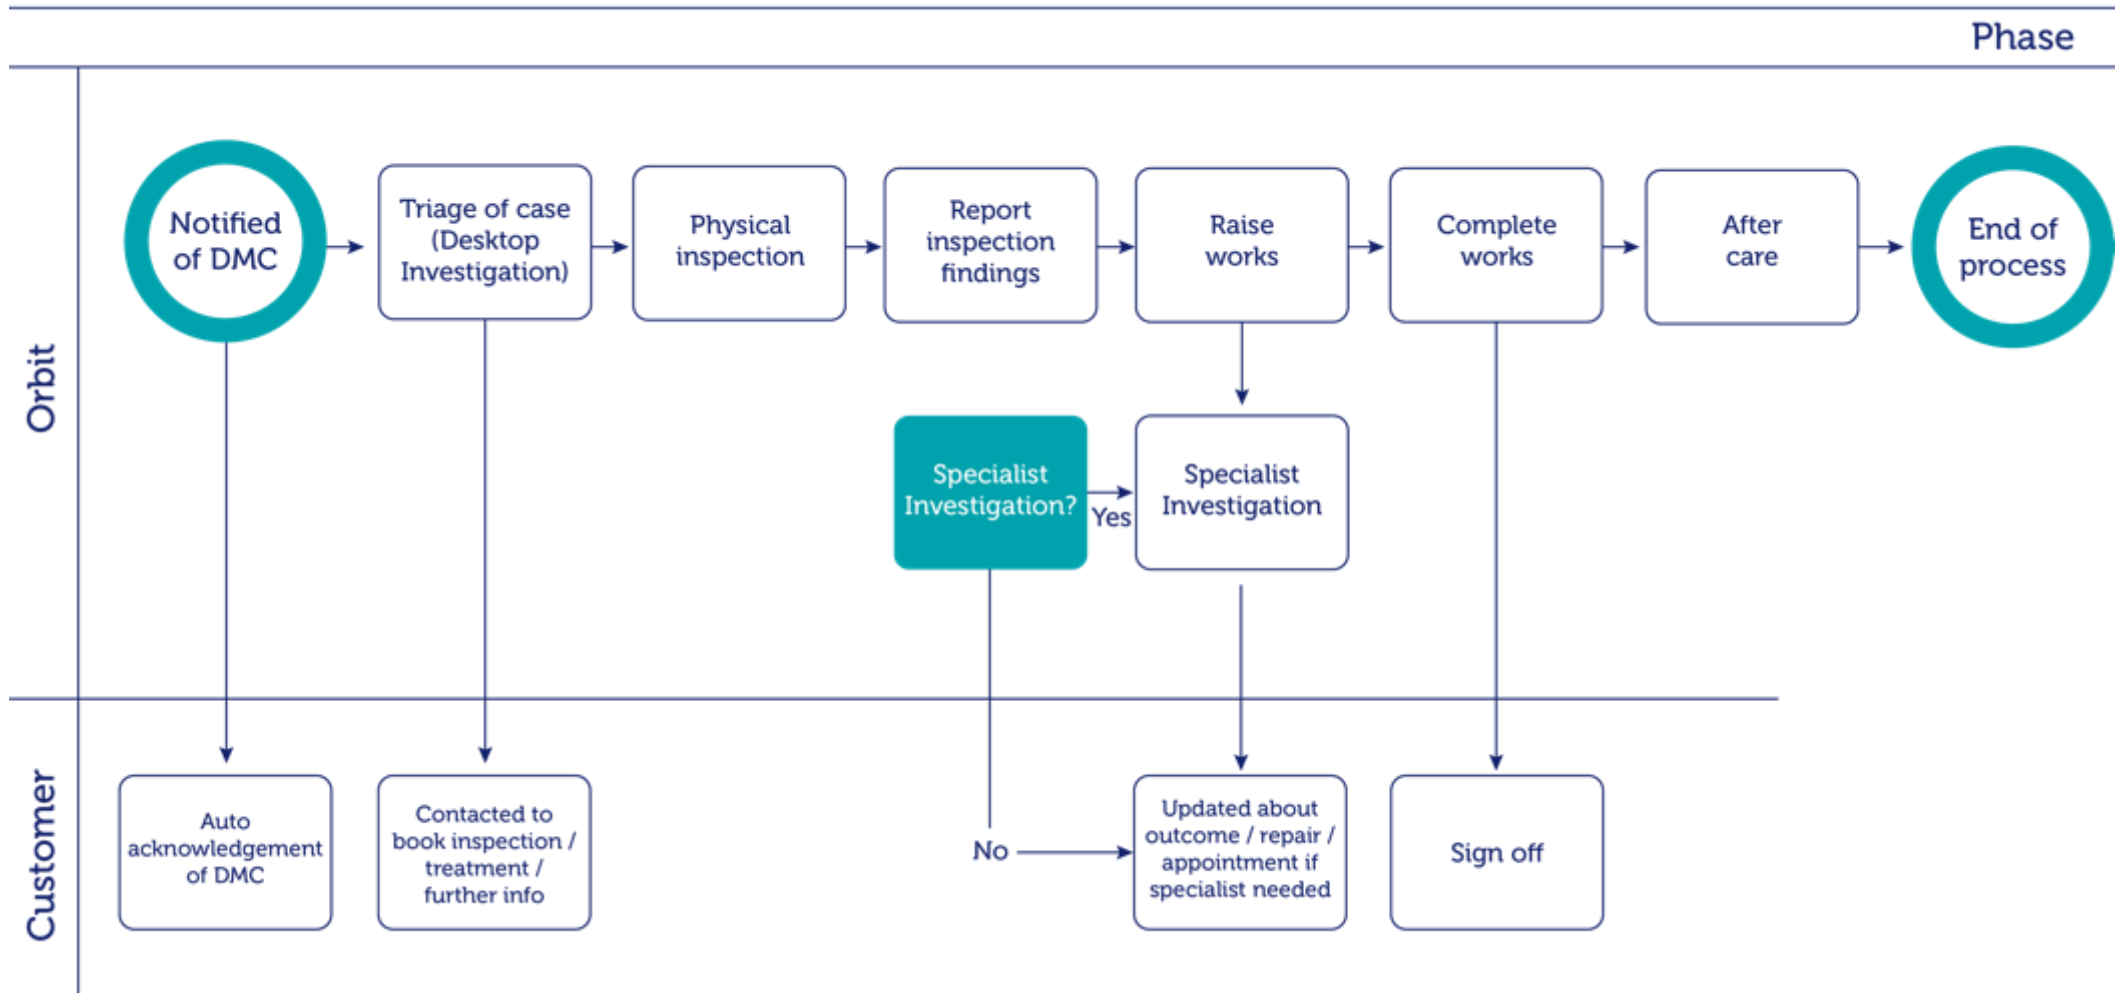 Phase
Orbit
Notified
of DMC
Triage of case
(Desktop
Investigation)
Physical
inspection
Report
inspection
findings
Raise
works
Complete
works
After
care
End of
process
Specialist
Investigation?
Yes
Specialist
Investigation
Customer
Auto
acknowledgement
of DMC
Contacted to
book inspection /
treatment /
further info
No
Updated about
outcome / repair /
appointment if
specialist needed
Sign off